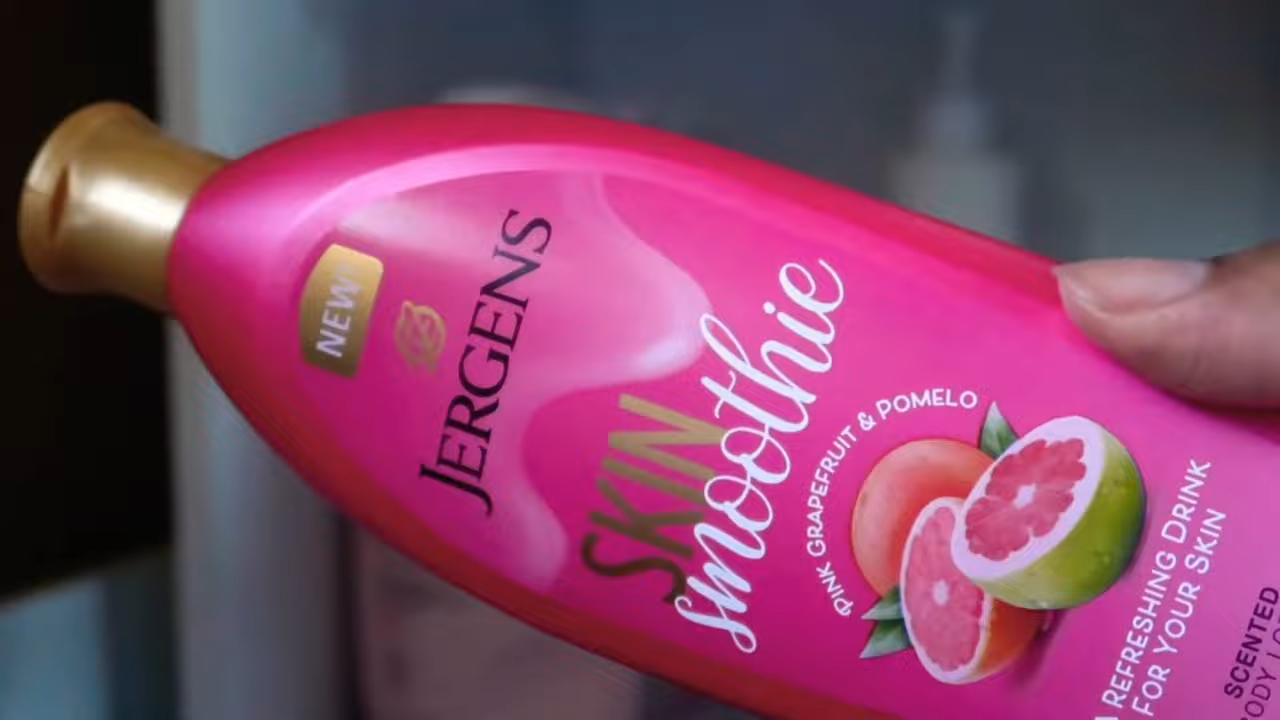 NEW
JERGENS
SKIN
smoothie
PINK GRAPEFRUIT & POMELO
REFRESHING DRINK
FOR YOUR SKIN
SCENTED